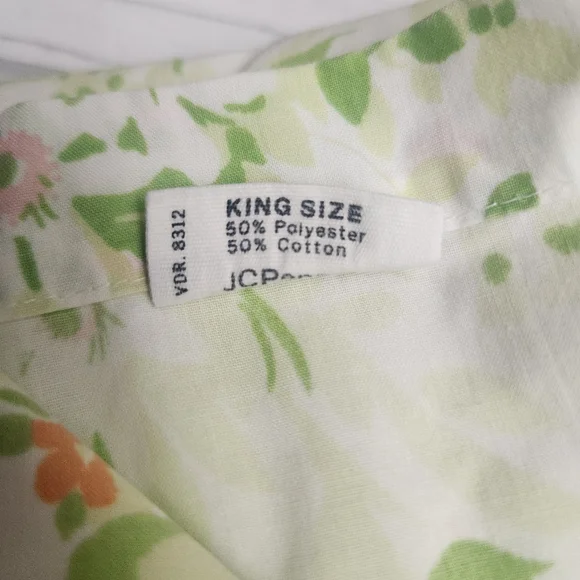 KING SIZE
50% Polyester
50% Cotton
VDR. 8312